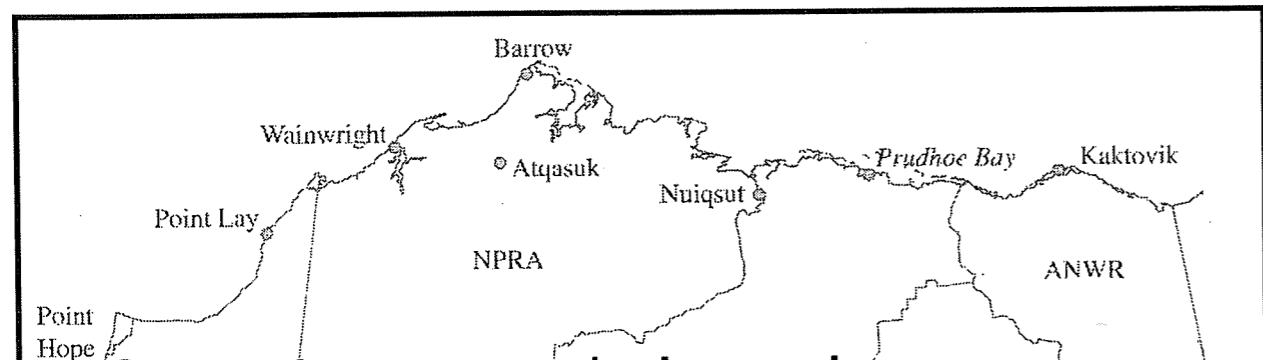 Barrow
Wainwright
Atqasuk
Prudhoe Bay
Kaktovik
Nuiqsut
Point Lay
NPRA
ANWR
Point
Hope